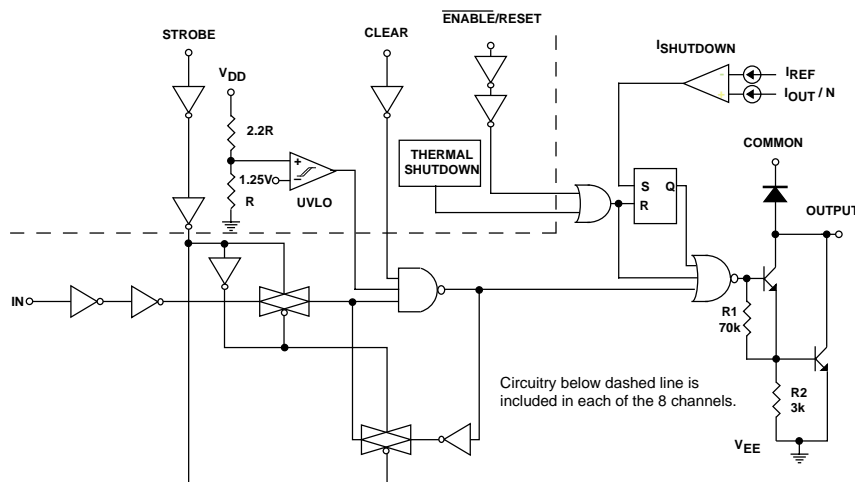 STROBE
CLEAR
ENABLE/RESET
VDD
ISHUTDOWN
IREF
IOUT / N
2.2R
THERMAL
SHUTDOWN
COMMON
+
–
1.25V
R
UVLO
-
+
S
Q
R
OUTPUT
IN
R1
70k
Circuitry below dashed line is
included in each of the 8 channels.
R2
3k
VEE